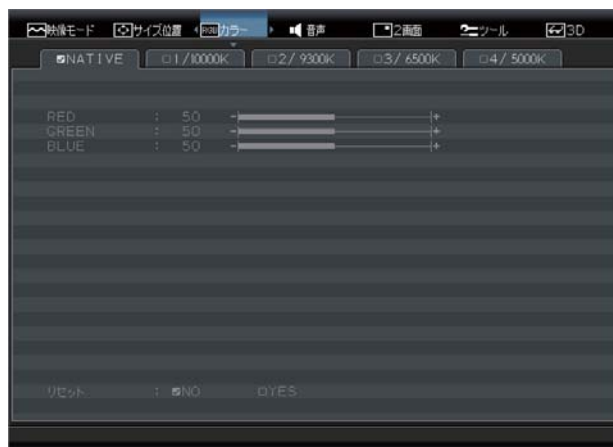 映像モード サイズ位置 RGB カラー 音声 2画面 ツール 3D
NATIVE 1/10000K 2/ 9300K 3/ 6500K 4/ 5000K
RED : 50 - +
GREEN : 50 - +
BLUE : 50 - +
リセット : NO YES